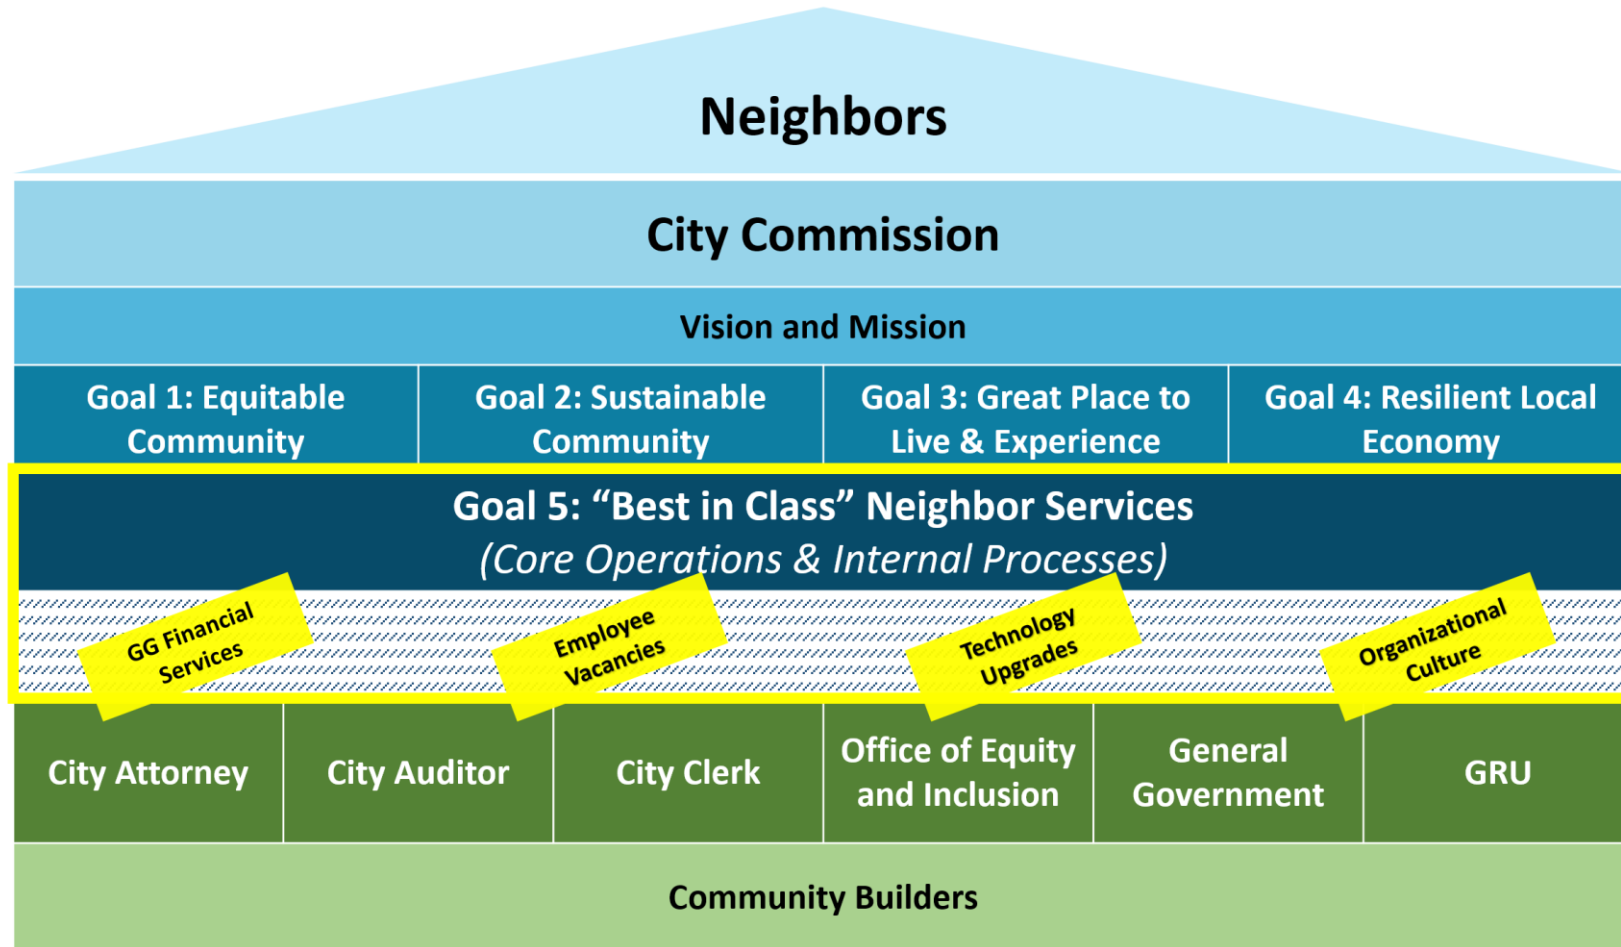 Neighbors
City Commission
Vision and Mission
Goal 1: Equitable
Community
Goal 2: Sustainable
Community
Goal 3: Great Place to
Live & Experience
Goal 4: Resilient Local
Economy
Goal 5: “Best in Class” Neighbor Services
(Core Operations & Internal Processes)
GG Financial
Services
Employee
Vacancies
Technology
Upgrades
Organizational
Culture
City Attorney
City Auditor
City Clerk
Office of Equity
and Inclusion
General
Government
GRU
Community Builders